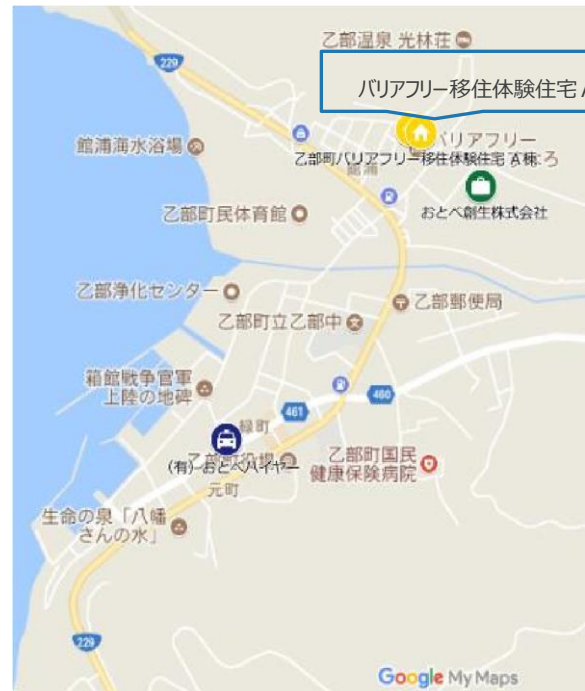 乙部温泉 光林荘
229
バリアフリー移住体験住宅
館浦海水浴場
バリアフリー
乙部町バリアフリー移住体験住宅 A棟
館浦
おとべ創生株式会社
乙部町民体育館
乙部浄化センター
乙部郵便局
乙部町立乙部中
箱館戦争官軍
上陸の地碑
460
461
緑町
乙部町役場
(有)おとべハイヤー
乙部町国民
健康保険病院
元町
生命の泉「八幡
さんの水」
229
Google My Maps